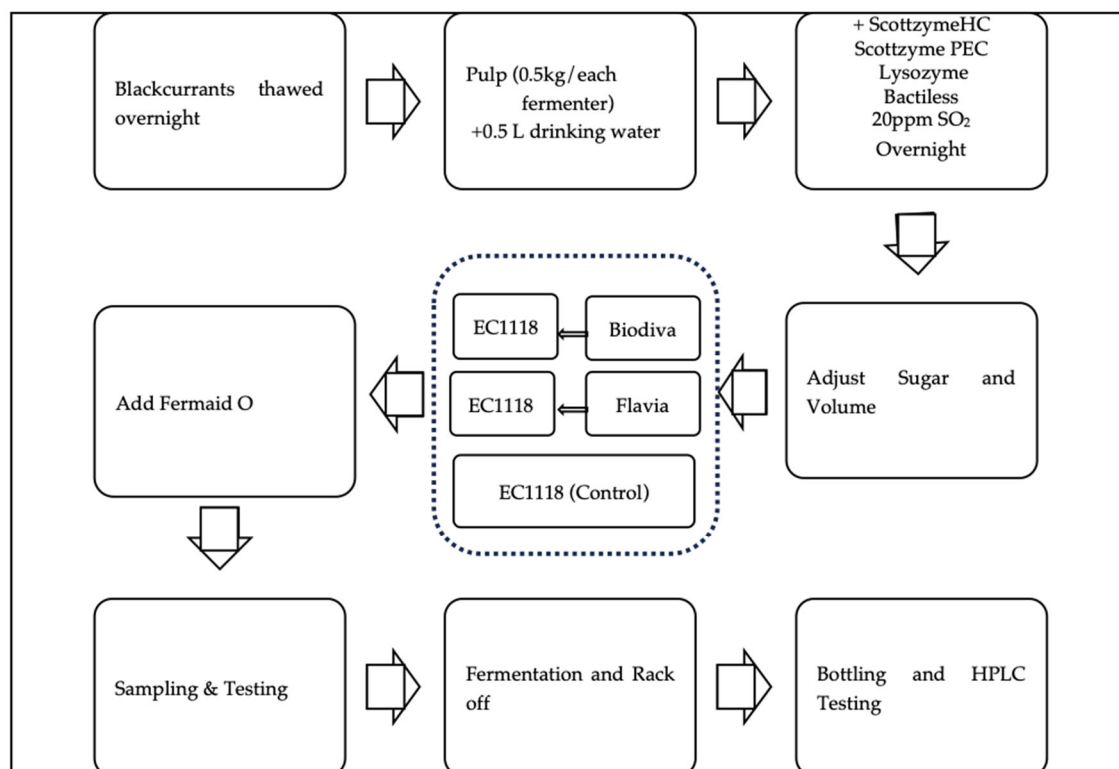 Blackcurrants thawed
overnight
Pulp (0.5kg/each
fermenter)
+0.5 L drinking water
+ ScottzymeHC
Scottzyme PEC
Lysozyme
Bactiless
20ppm SO₂
Overnight
Adjust Sugar and
Volume
EC1118
Biodiva
EC1118
Flavia
EC1118 (Control)
Add Fermaid O
Sampling & Testing
Fermentation and Rack
off
Bottling and HPLC
Testing